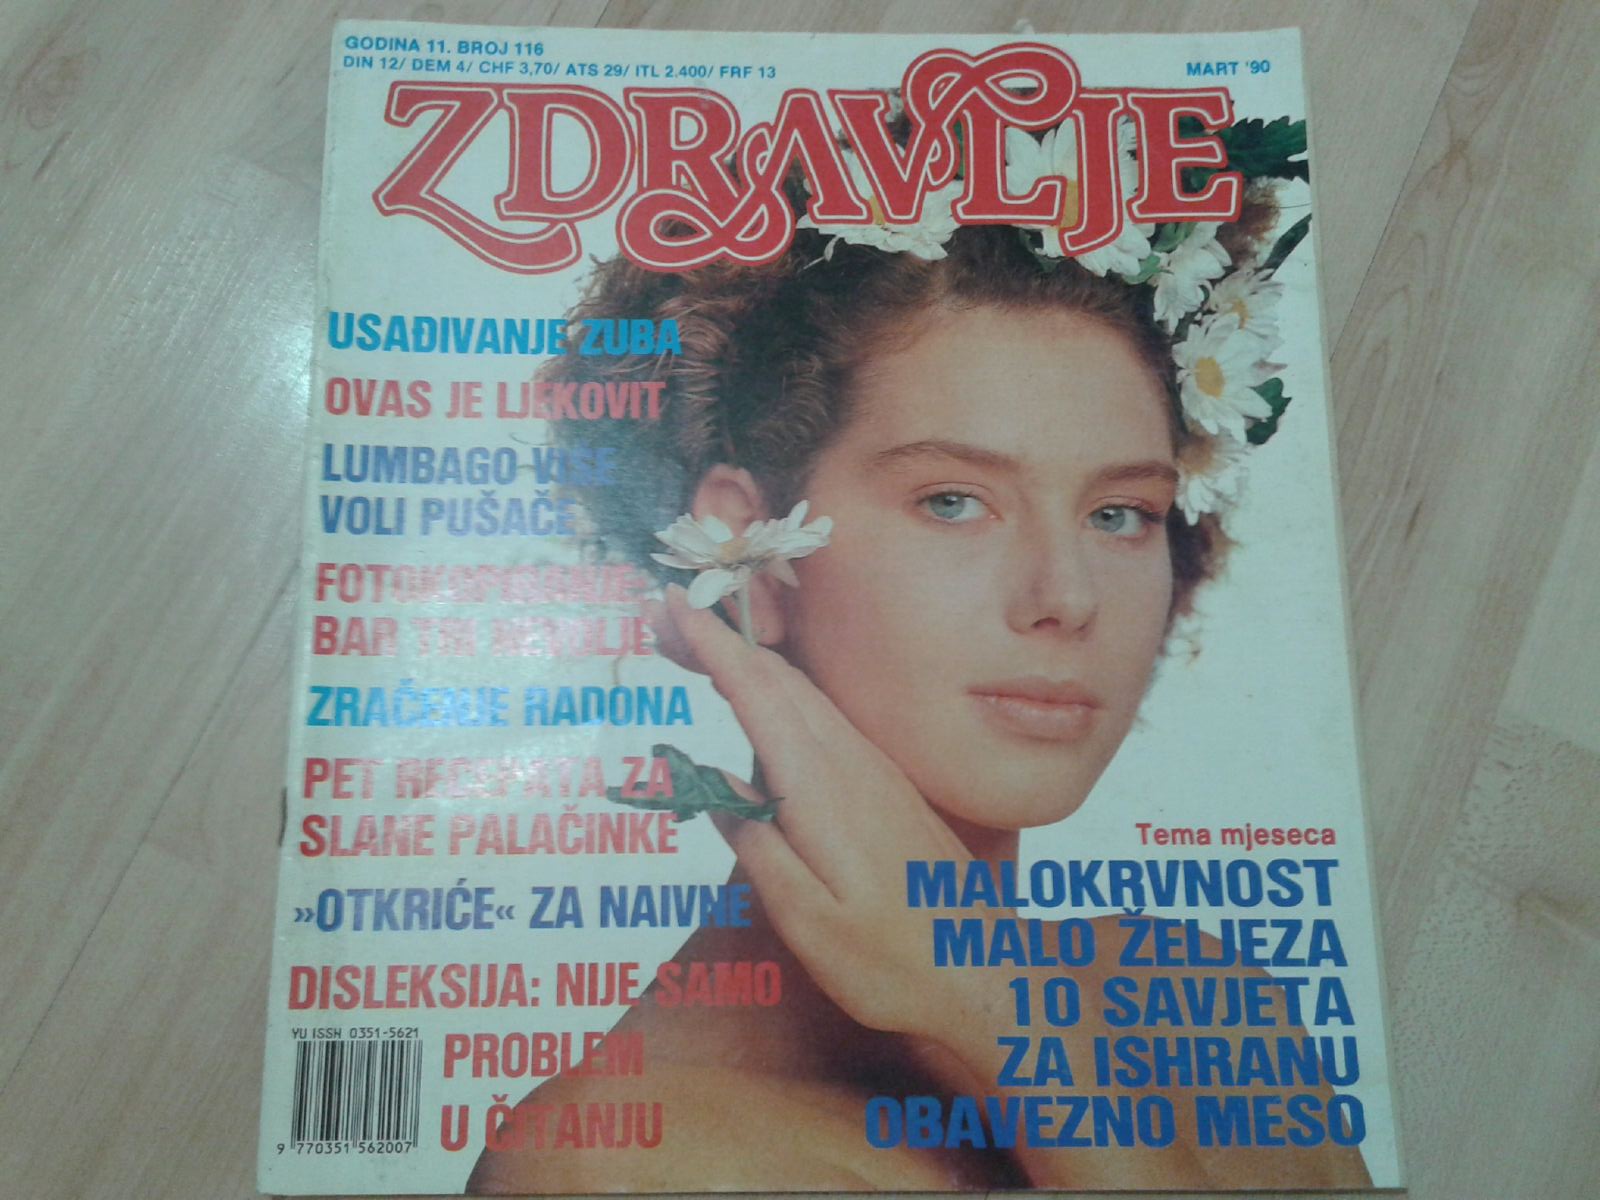 GODINA 11. BROJ 116
DIN 12/ DEM 4/ CHF 3,70/ ATS 29/ ITL 2.400/ FRF 13
MART '90
ZDRAVLJE
USAĐIVANJE ZUBA
OVAS JE LJEKOVIT
LUMBAGO VIŠE
VOLI PUŠAČE
FOTOKOPIRANJE:
BAR TRI NEVOLJE
ZRAČENJE RADONA
PET RECEPATA ZA
SLANE PALAČINKE
»OTKRIĆE« ZA NAIVNE
DISLEKSIJA: NIJE SAMO
PROBLEM
U ČITANJU
YU ISSN 0351-5621
9 770351 562007
Tema mjeseca
MALOKRVNOST
MALO ŽELJEZA
10 SAVJETA
ZA ISHRANU
OBAVEZNO MESO